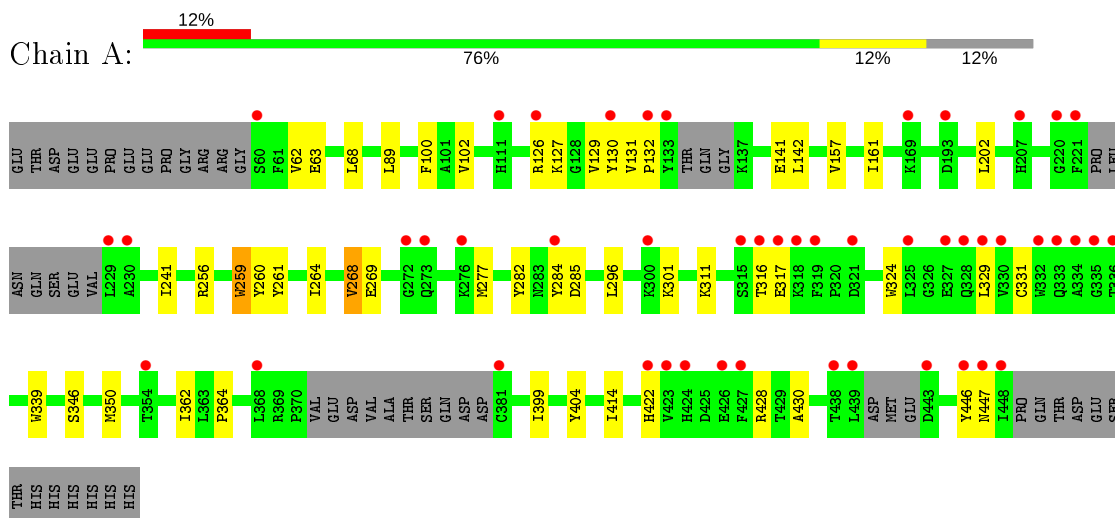 12%
Chain A:
76% 12% 12%
GLU THR ASP GLU GLU PRO GLU GLU PRO GLY ARG ARG GLY S60 F61 V62 E63 L68 L89 F100 A101 V102 H111 R126 K127 G128 V129 Y130 V131 P132 Y133 THR GLN GLY K137 E141 L142 V157 I161 K169 D193 L202 H207 G220 F221 PRO LEU
ASN GLN SER GLU VAL L229 A230 I241 R256 W259 Y260 Y261 I264 V268 E269 G272 Q273 K276 M277 Y282 N283 Y284 D285 L296 K300 K301 K311 S315 T316 E317 K318 F319 P320 D321 W324 L325 G326 E327 Q328 L329 V330 C331 W332 Q333 A334 G335 T336
W339 S346 M350 T354 I362 L363 P364 L368 R369 P370 VAL GLU ASP VAL ALA THR SER GLN ASP ASP C381 I399 Y404 I414 H422 V423 H424 D425 E426 F427 R428 T429 A430 T438 L439 ASP MET GLU D443 Y446 N447 I448 PRO GLN THR ASP GLU SER
THR HIS HIS HIS HIS HIS HIS